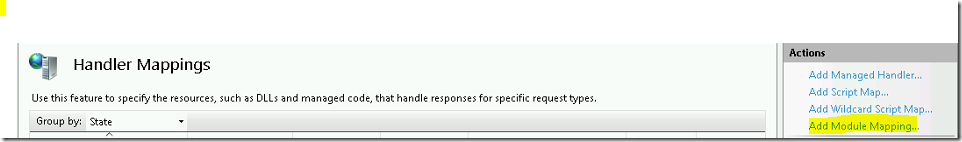 Handler Mappings
Use this feature to specify the resources, such as DLLs and managed code, that handle responses for specific request types.
Group by: State
Actions
Add Managed Handler...
Add Script Map...
Add Wildcard Script Map...
Add Module Mapping...